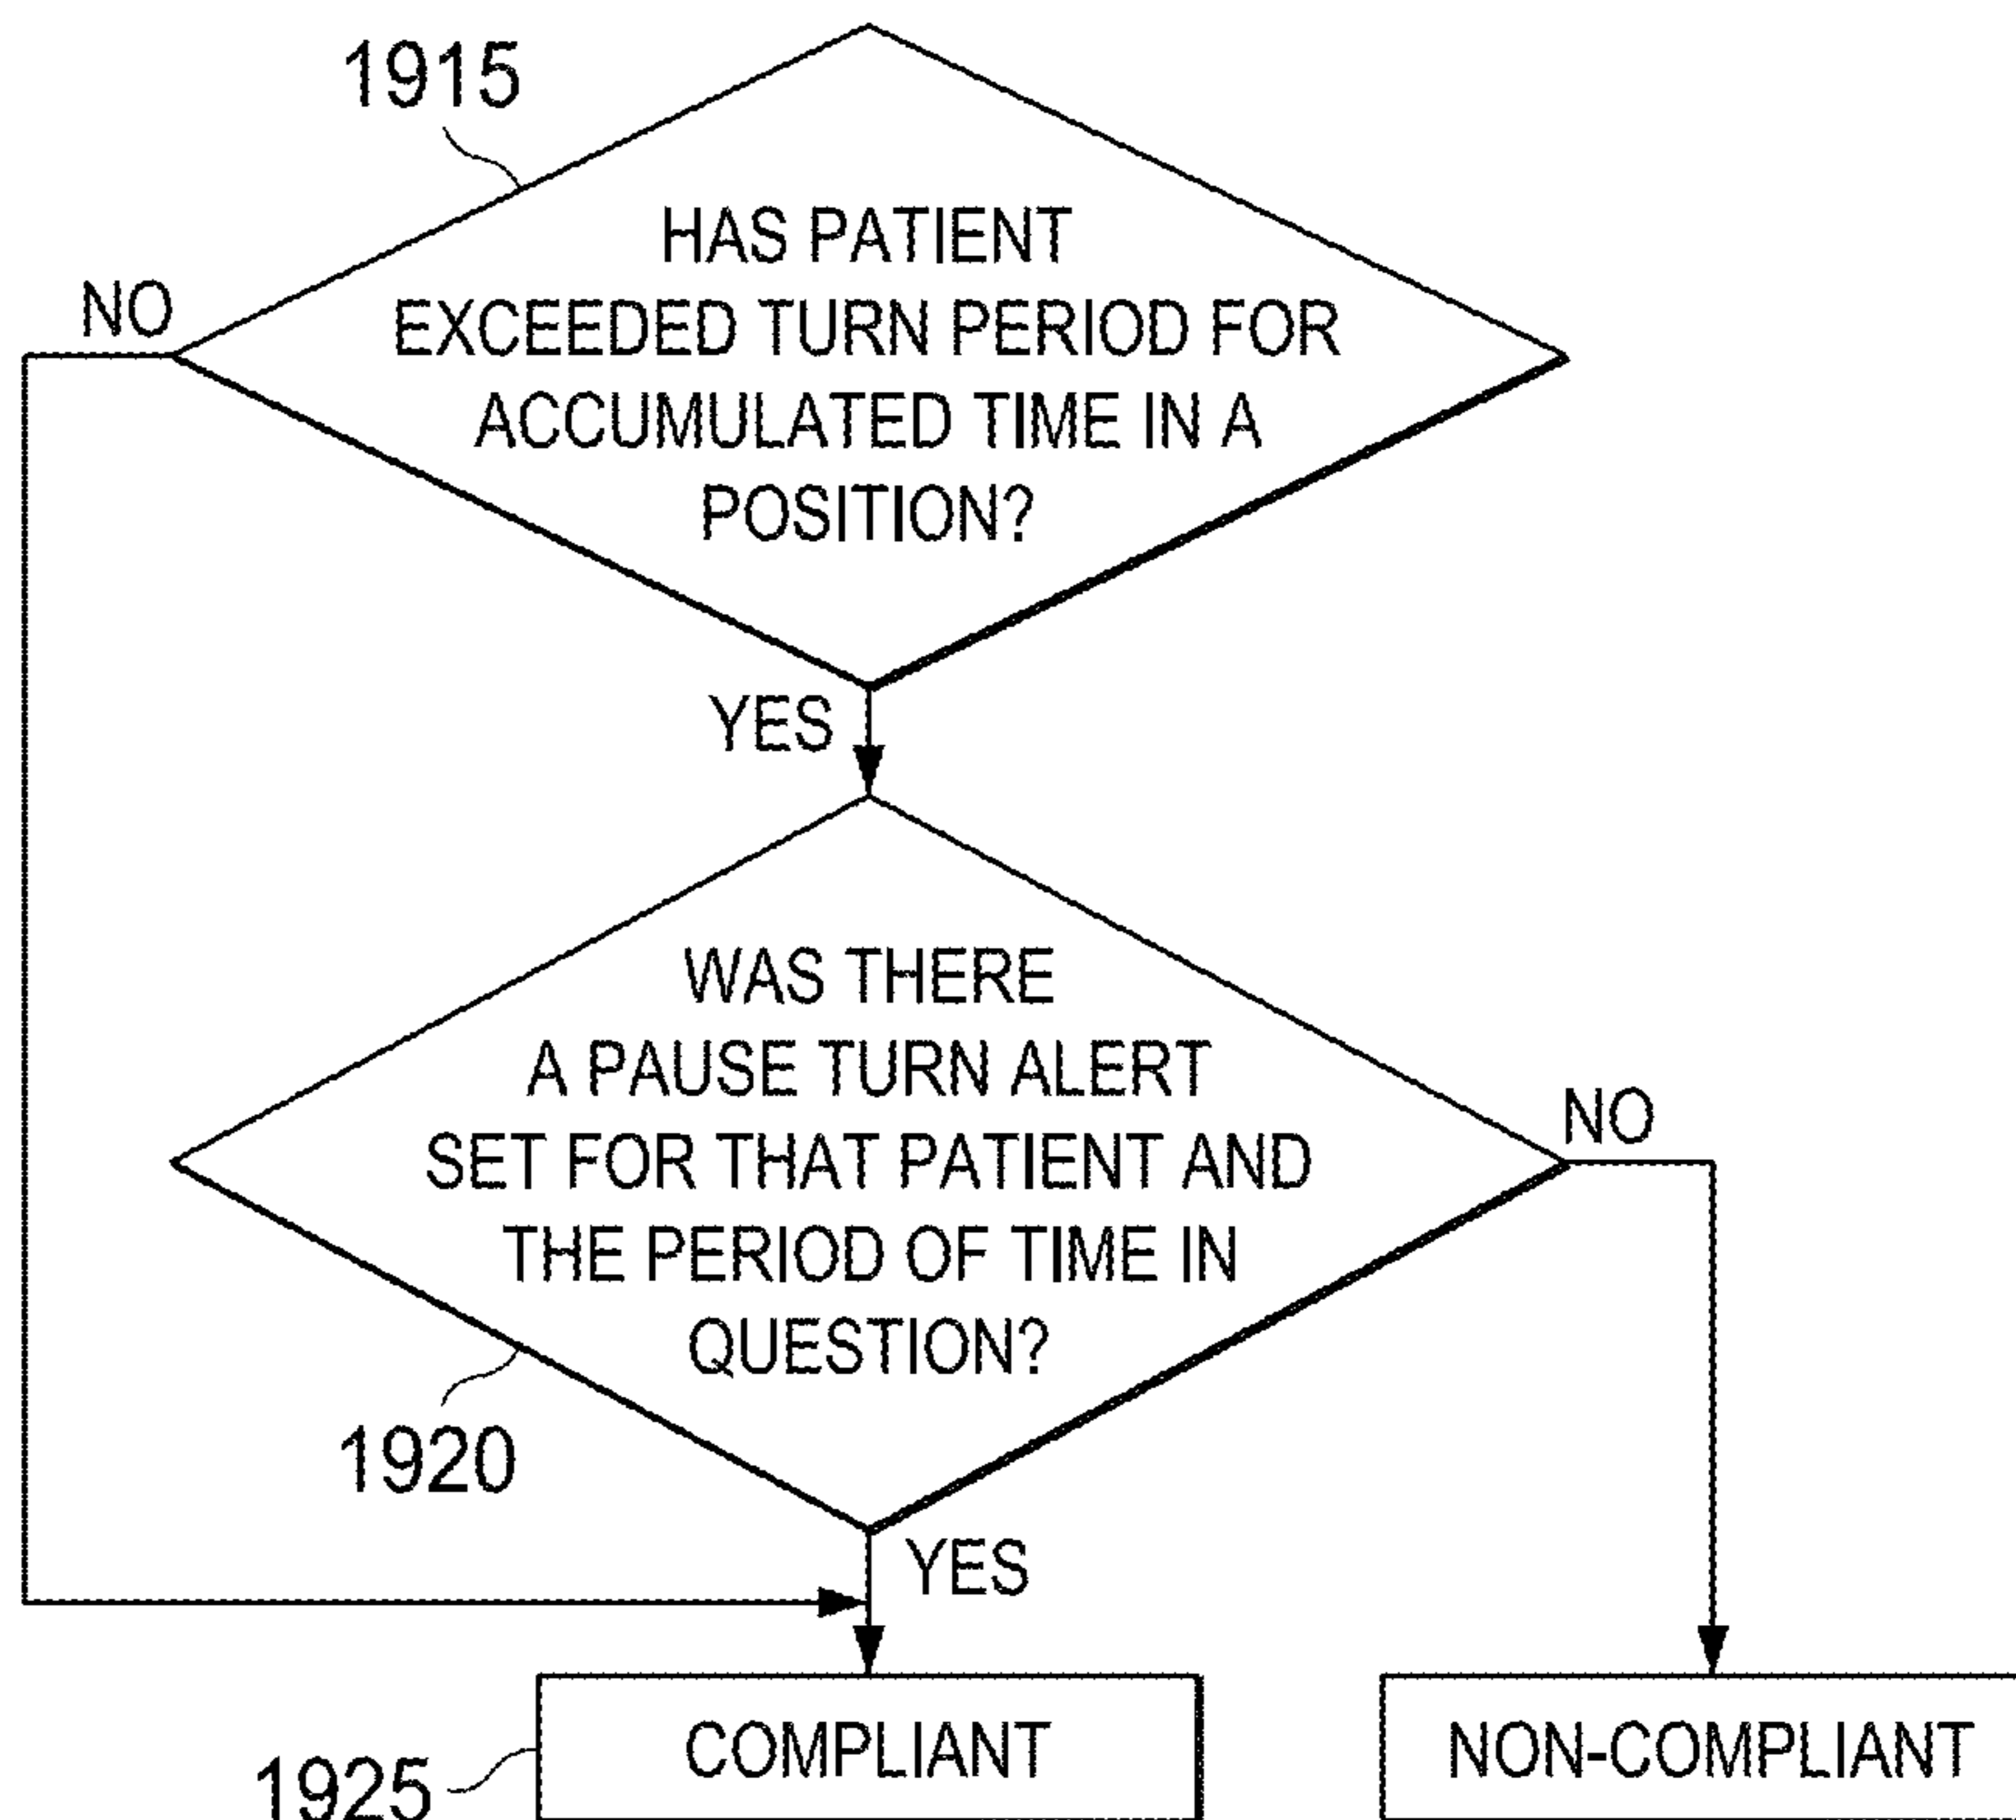 1915
HAS PATIENT
NO
EXCEEDED TURN PERIOD FOR
ACCUMULATED TIME IN A
POSITION?
YES
WAS THERE
A PAUSE TURN ALERT
NO
SET FOR THAT PATIENT AND
THE PERIOD OF TIME IN
QUESTION?
1920
YES
COMPLIANT
NON-COMPLIANT
1925